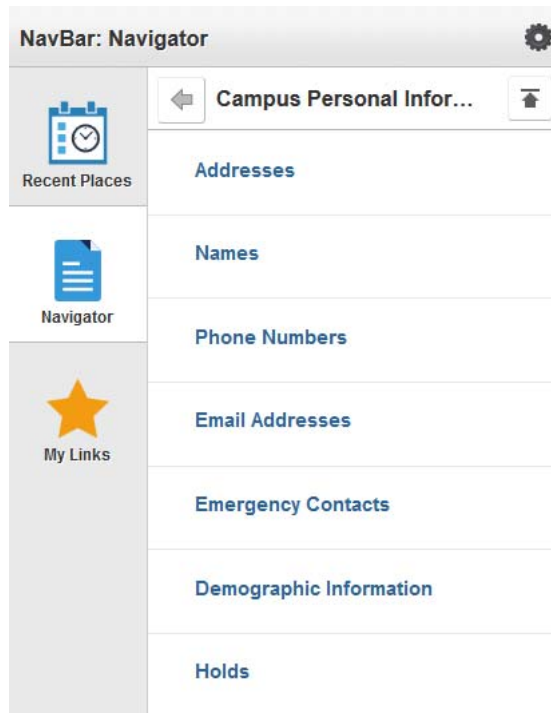 NavBar: Navigator
Recent Places
Navigator
My Links
Campus Personal Infor...
Addresses
Names
Phone Numbers
Email Addresses
Emergency Contacts
Demographic Information
Holds